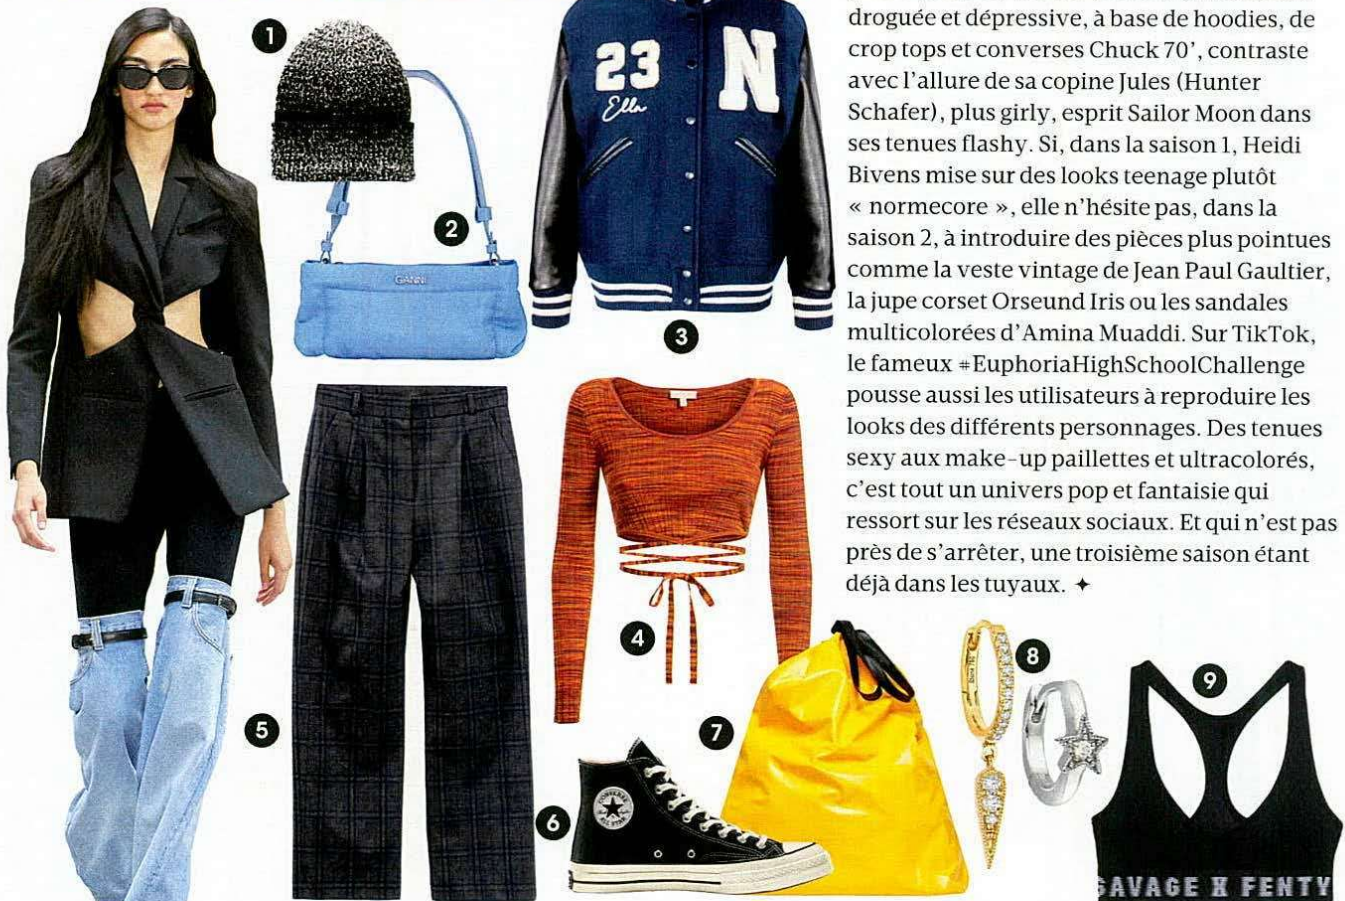 droguée et dépressive, à base de hoodies, de
crop tops et converses Chuck 70’, contraste
avec l’allure de sa copine Jules (Hunter
Schafer), plus girly, esprit Sailor Moon dans
ses tenues flashy. Si, dans la saison 1, Heidi
Bivens mise sur des looks teenage plutôt
« normecore », elle n’hésite pas, dans la
saison 2, à introduire des pièces plus pointues
comme la veste vintage de Jean Paul Gaultier,
la jupe corset Orseund Iris ou les sandales
multicolorées d’Amina Muaddi. Sur TikTok,
le fameux #EuphoriaHighSchoolChallenge
pousse aussi les utilisateurs à reproduire les
looks des différents personnages. Des tenues
sexy aux make-up paillettes et ultracolorés,
c’est tout un univers pop et fantaisie qui
ressort sur les réseaux sociaux. Et qui n’est pas
près de s’arrêter, une troisième saison étant
déjà dans les tuyaux. ✦
1
2
GANNI
23
N
Ella
3
4
5
6
CONVERSE
ALL STAR
7
8
9
SAVAGE X FENTY